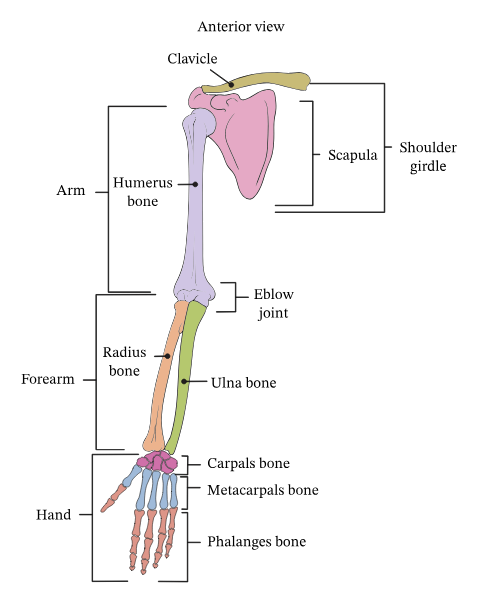 Anterior view
Clavicle
Scapula
Shoulder
girdle
Arm
Humerus
bone
Eblow
joint
Radius
bone
Forearm
Ulna bone
Carpals bone
Metacarpals bone
Hand
Phalanges bone